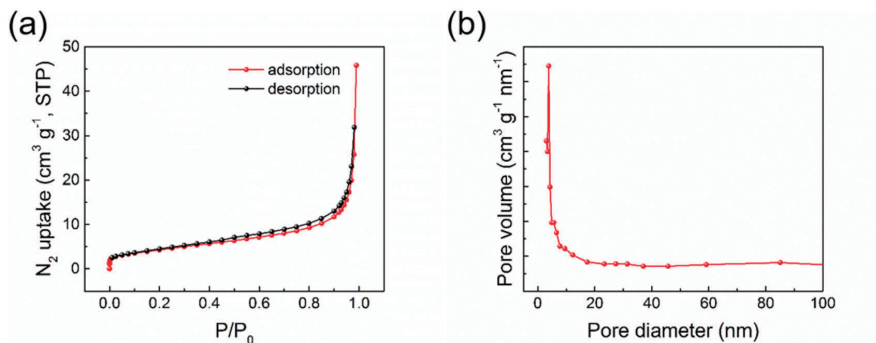 (a)
N₂ uptake (cm³ g⁻¹, STP)
50
40
30
20
10
0
adsorption
desorption
0.0 0.2 0.4 0.6 0.8 1.0
P/P₀
(b)
Pore volume (cm³ g⁻¹ nm⁻¹)
0 20 40 60 80 100
Pore diameter (nm)